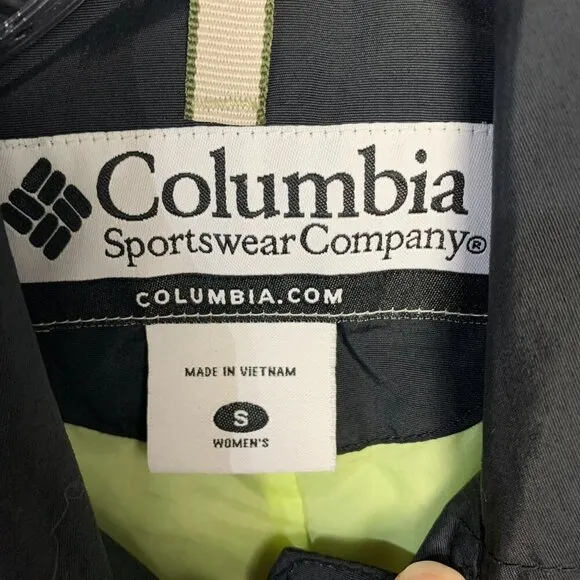 Columbia
Sportswear Company®
COLUMBIA.COM
MADE IN VIETNAM
S
WOMEN'S